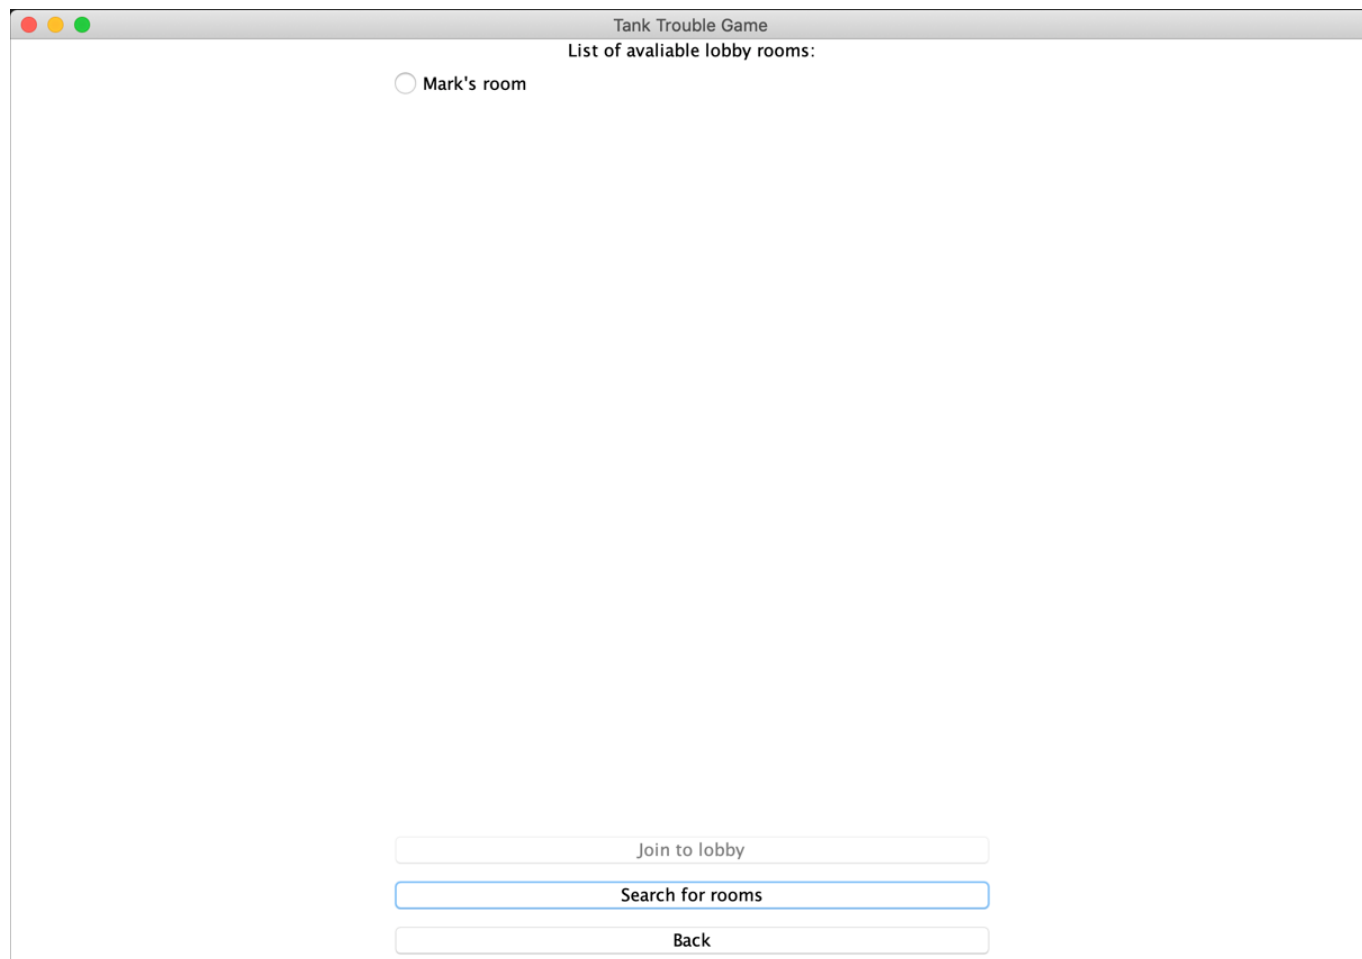 Tank Trouble Game
List of avaliable lobby rooms:
Mark's room
Join to lobby
Search for rooms
Back